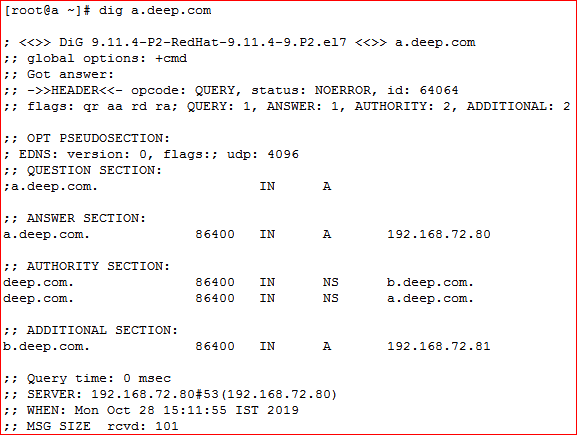 [root@a ~]# dig a.deep.com
; <<>> DiG 9.11.4-P2-RedHat-9.11.4-9.P2.el7 <<>> a.deep.com
;; global options: +cmd
;; Got answer:
;; ->>HEADER<<- opcode: QUERY, status: NOERROR, id: 64064
;; flags: qr aa rd ra; QUERY: 1, ANSWER: 1, AUTHORITY: 2, ADDITIONAL: 2
;; OPT PSEUDOSECTION:
; EDNS: version: 0, flags:; udp: 4096
;; QUESTION SECTION:
;a.deep.com. IN A
;; ANSWER SECTION:
a.deep.com. 86400 IN A 192.168.72.80
;; AUTHORITY SECTION:
deep.com. 86400 IN NS b.deep.com.
deep.com. 86400 IN NS a.deep.com.
;; ADDITIONAL SECTION:
b.deep.com. 86400 IN A 192.168.72.81
;; Query time: 0 msec
;; SERVER: 192.168.72.80#53(192.168.72.80)
;; WHEN: Mon Oct 28 15:11:55 IST 2019
;; MSG SIZE rcvd: 101